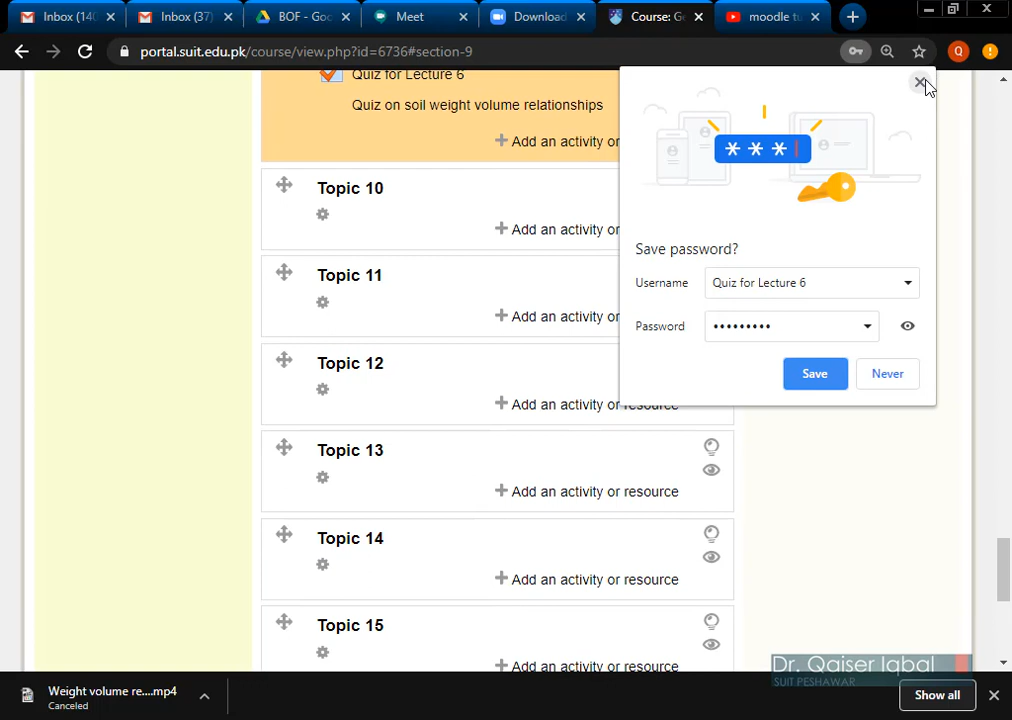 Inbox (140
Inbox (37)
BOF - Goo
Meet
Download
Course: Ge
moodle tu
portal.suit.edu.pk/course/view.php?id=6736#section-9
Q
Quiz for Lecture 6
Quiz on soil weight volume relationships
Add an activity or
Topic 10
Add an activity or
Topic 11
Add an activity or
Topic 12
Add an activity or resource
Topic 13
Add an activity or resource
Topic 14
Add an activity or resource
Topic 15
Add an activity or resource
* * *
Save password?
Username
Quiz for Lecture 6
Password
•••••••••
Save
Never
Dr. Qaiser Iqbal
SUIT PESHAWAR
Weight volume re....mp4
Canceled
Show all